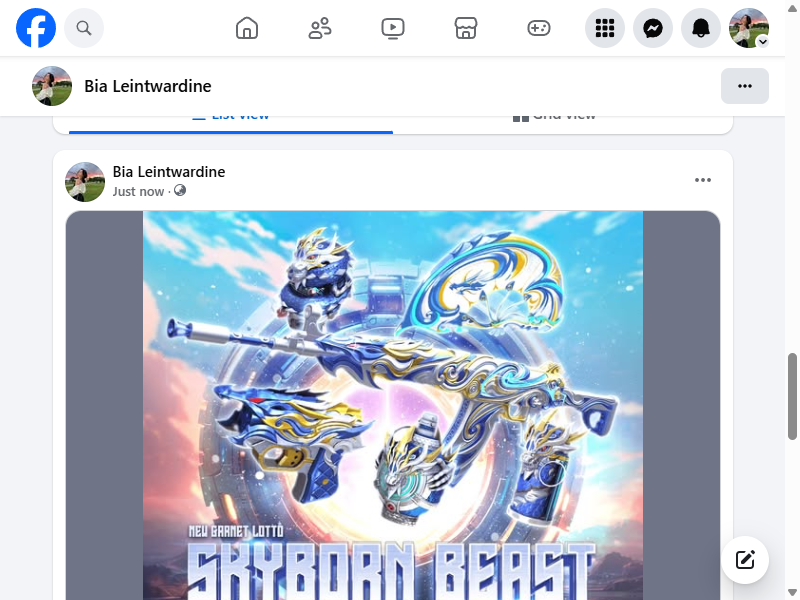 Bia Leintwardine
List view
Grid view
Bia Leintwardine
Just now ·
NEW GARNET LOTTO
SKYBORN BEAST